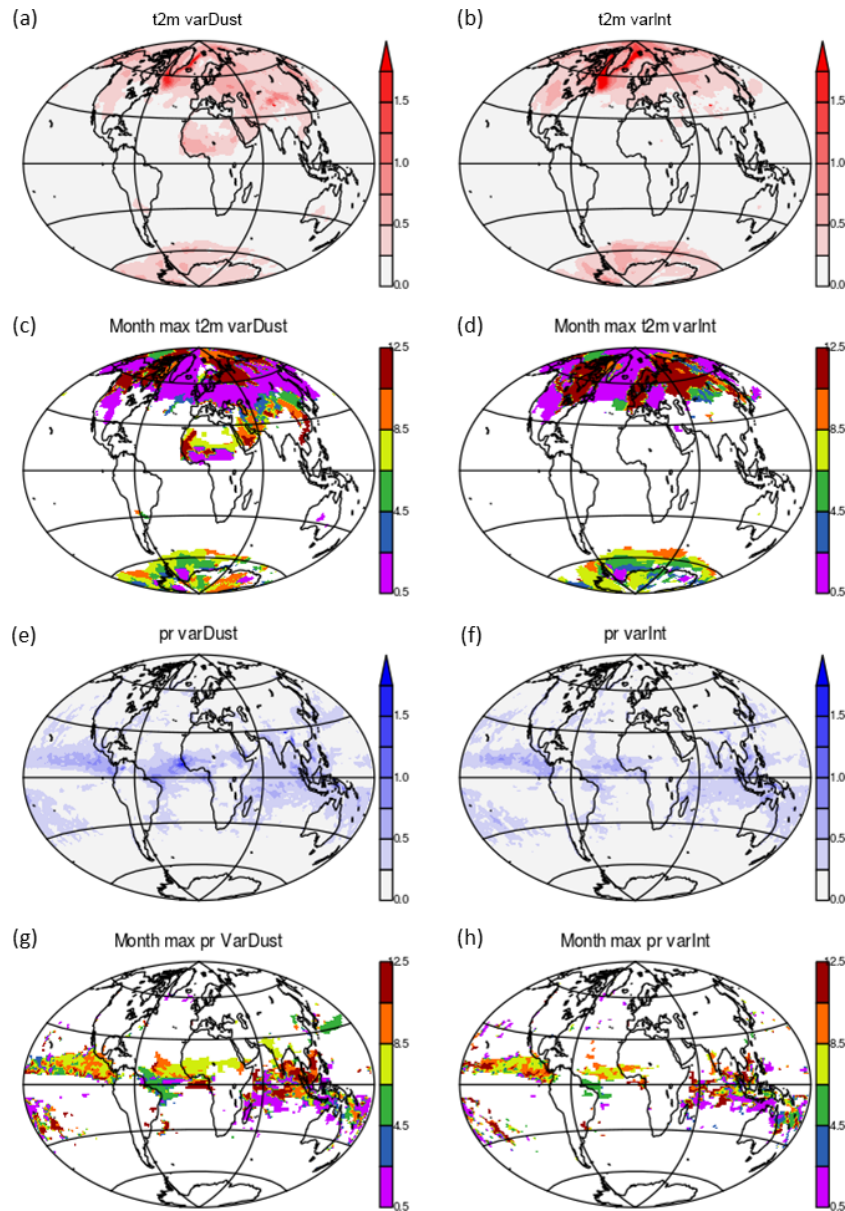 (a)
t2m varDust
1.5
1.0
0.5
0.0
(b)
t2m varInt
1.5
1.0
0.5
0.0
(c)
Month max t2m varDust
12.5
8.5
4.5
0.5
(d)
Month max t2m varInt
12.5
8.5
4.5
0.5
(e)
pr varDust
1.5
1.0
0.5
0.0
(f)
pr varInt
1.5
1.0
0.5
0.0
(g)
Month max pr VarDust
12.5
8.5
4.5
0.5
(h)
Month max pr varInt
12.5
8.5
4.5
0.5